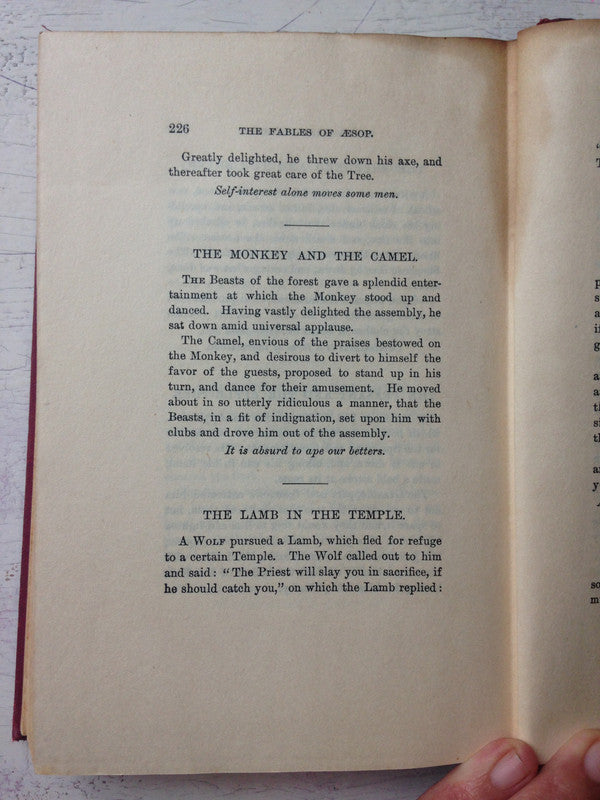 226 THE FABLES OF ÆSOP.
Greatly delighted, he threw down his axe, and
thereafter took great care of the Tree.
Self-interest alone moves some men.
THE MONKEY AND THE CAMEL.
THE Beasts of the forest gave a splendid enter-
tainment at which the Monkey stood up and
danced. Having vastly delighted the assembly, he
sat down amid universal applause.
The Camel, envious of the praises bestowed on
the Monkey, and desirous to divert to himself the
favor of the guests, proposed to stand up in his
turn, and dance for their amusement. He moved
about in so utterly ridiculous a manner, that the
Beasts, in a fit of indignation, set upon him with
clubs and drove him out of the assembly.
It is absurd to ape our betters.
THE LAMB IN THE TEMPLE.
A WOLF pursued a Lamb, which fled for refuge
to a certain Temple. The Wolf called out to him
and said: "The Priest will slay you in sacrifice, if
he should catch you," on which the Lamb replied: